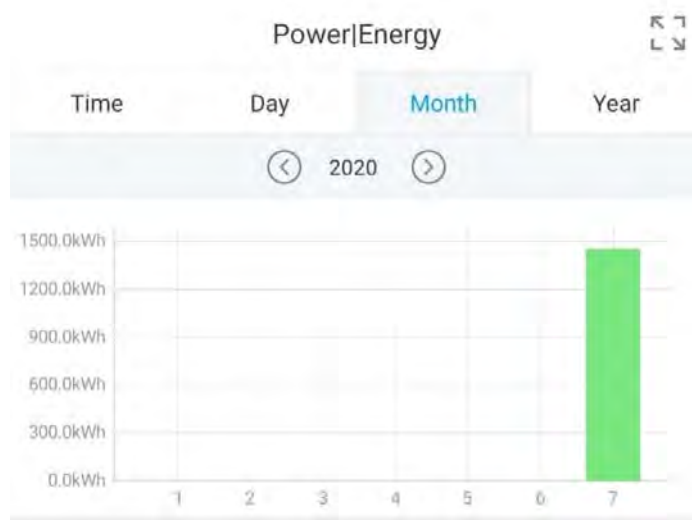 Power|Energy
Time Day Month Year
2020
1500.0kWh
1200.0kWh
900.0kWh
600.0kWh
300.0kWh
0.0kWh
1 2 3 4 5 6 7